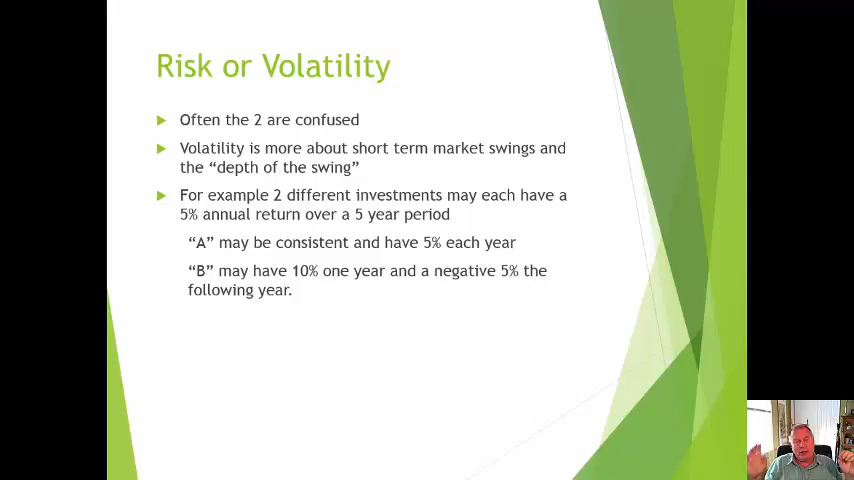 Risk or Volatility
Often the 2 are confused
Volatility is more about short term market swings and
the “depth of the swing”
For example 2 different investments may each have a
5% annual return over a 5 year period
“A” may be consistent and have 5% each year
“B” may have 10% one year and a negative 5% the
following year.